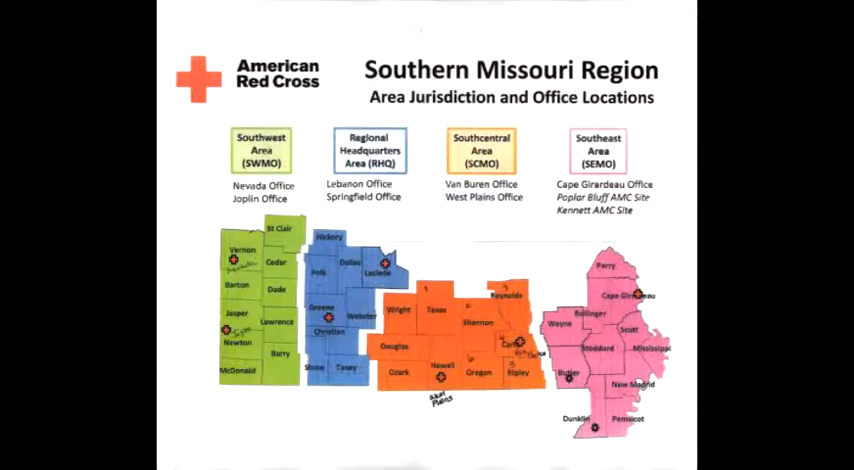 American
Red Cross
Southern Missouri Region
Area Jurisdiction and Office Locations
Southwest
Area
(SWMO)
Nevada Office
Joplin Office
Regional
Headquarters
Area (RHQ)
Lebanon Office
Springfield Office
Southcentral
Area
(SCMO)
Van Buren Office
West Plains Office
Southeast
Area
(SEMO)
Cape Girardeau Office
Poplar Bluff AMC Site
Kennett AMC Site
St Clair
Vernon
Cedar
Barton
Dade
Jasper
Lawrence
Newton
Barry
McDonald
Hickory
Dallas
Polk
Laclede
Greene
Webster
Christian
Stone
Taney
Reynolds
Wright
Texas
Shannon
Douglas
Carter
Ozark
Howell
Oregon
Ripley
West
Plains
Perry
Cape Girardeau
Bollinger
Wayne
Scott
Stoddard
Mississippi
Butler
New Madrid
Dunklin
Pemiscot